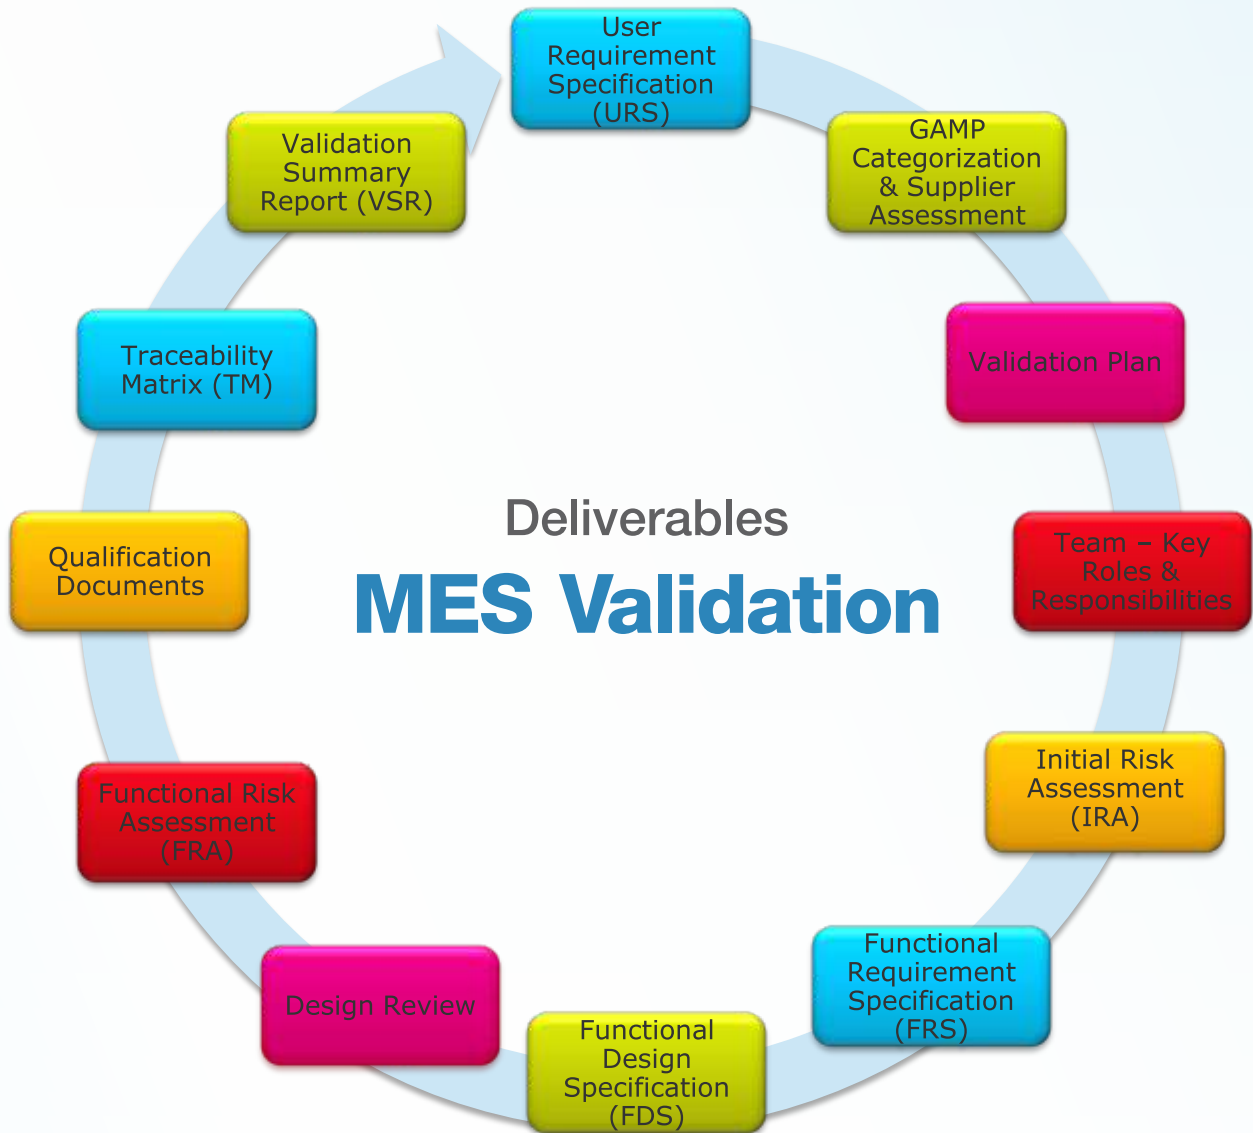 User
Requirement
Specification
(URS)
GAMP
Categorization
& Supplier
Assessment
Validation Plan
Team – Key
Roles &
Responsibilities
Initial Risk
Assessment
(IRA)
Functional
Requirement
Specification
(FRS)
Functional
Design
Specification
(FDS)
Design Review
Functional Risk
Assessment
(FRA)
Qualification
Documents
Traceability
Matrix (TM)
Validation
Summary
Report (VSR)
Deliverables
MES Validation